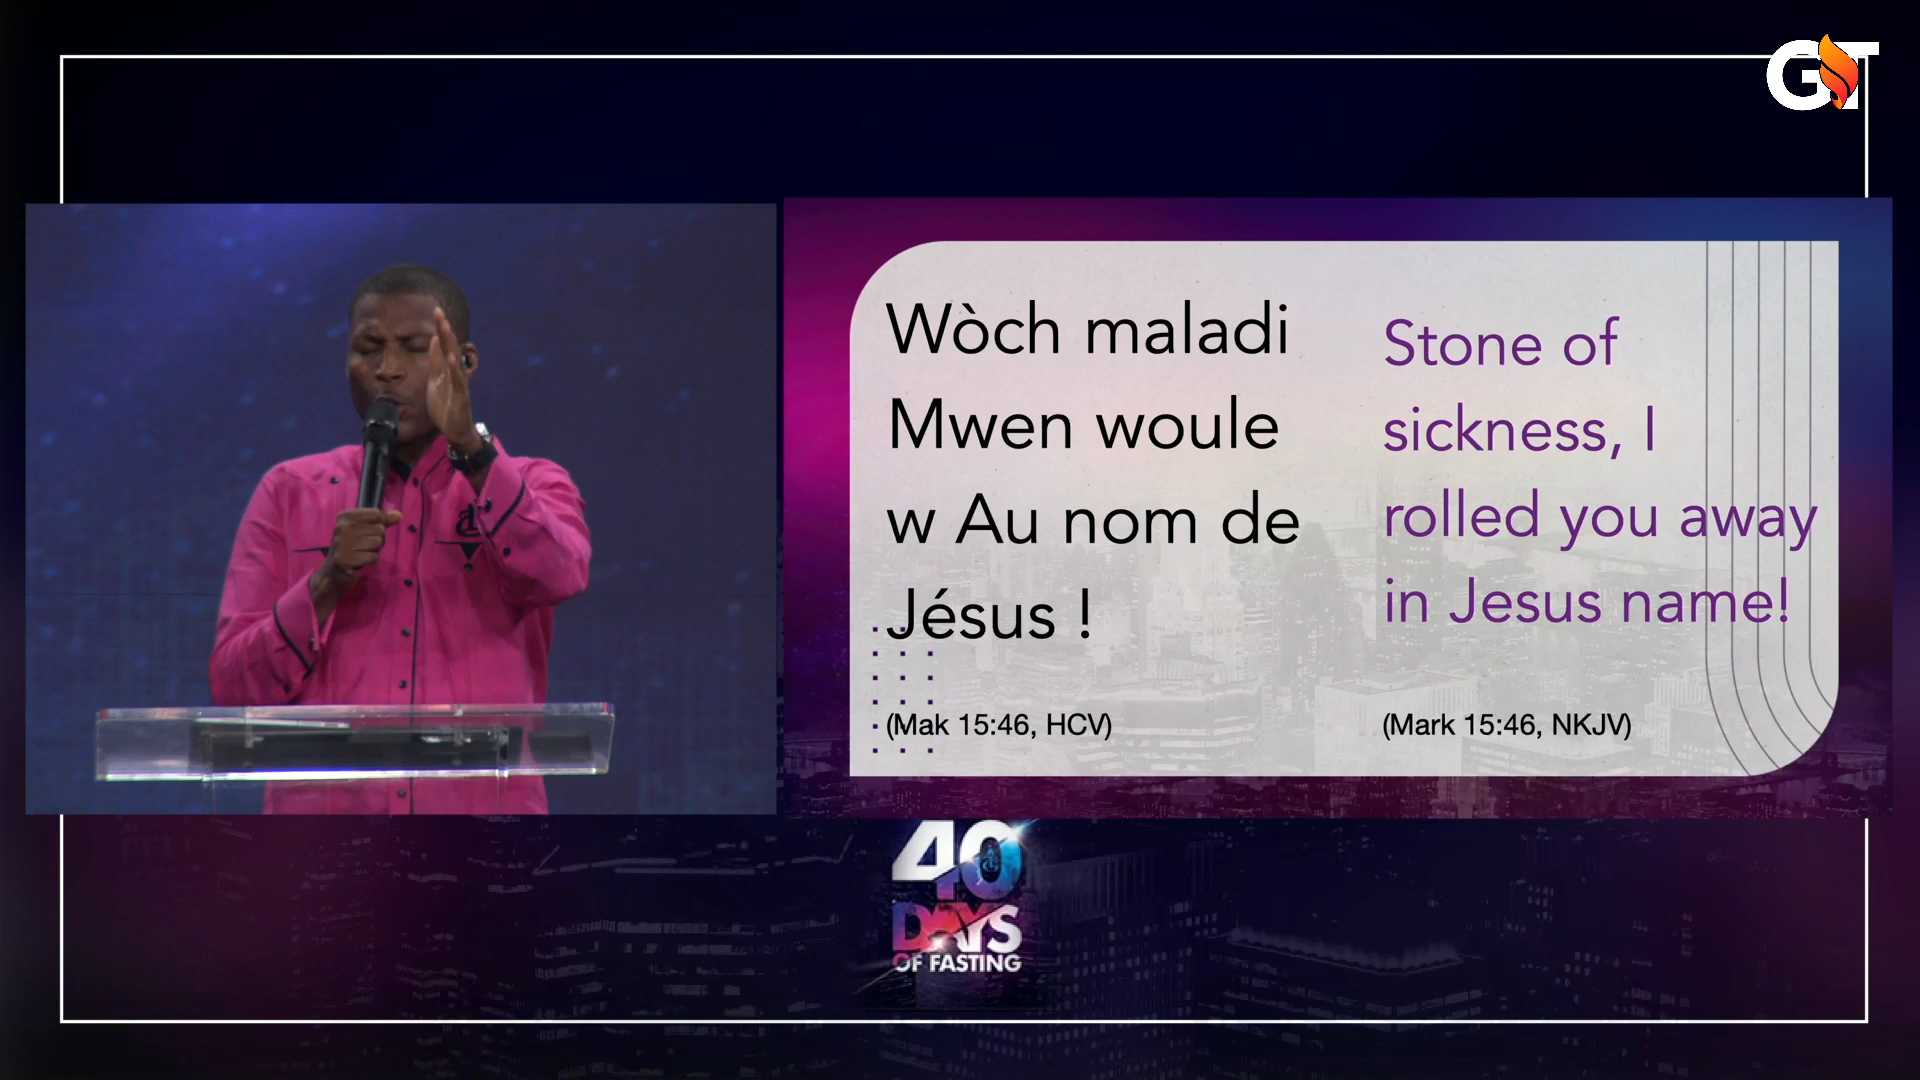 GT
Wòch maladi
Mwen woule
w Au nom de
Jésus !
(Mak 15:46, HCV)
Stone of
sickness, I
rolled you away
in Jesus name!
(Mark 15:46, NKJV)
40
DAYS
OF FASTING